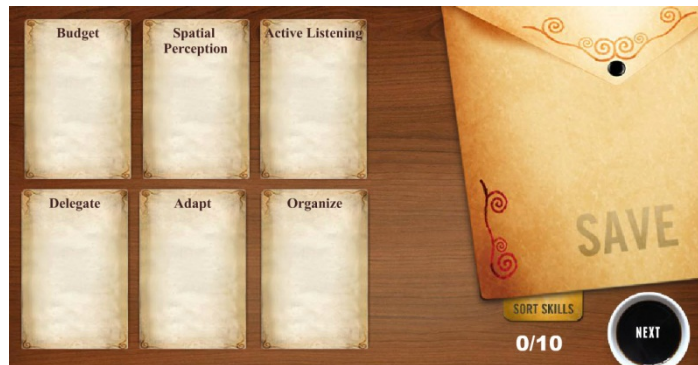 Budget
Spatial
Perception
Active Listening
Delegate
Adapt
Organize
SAVE
SORT SKILLS
0/10
NEXT